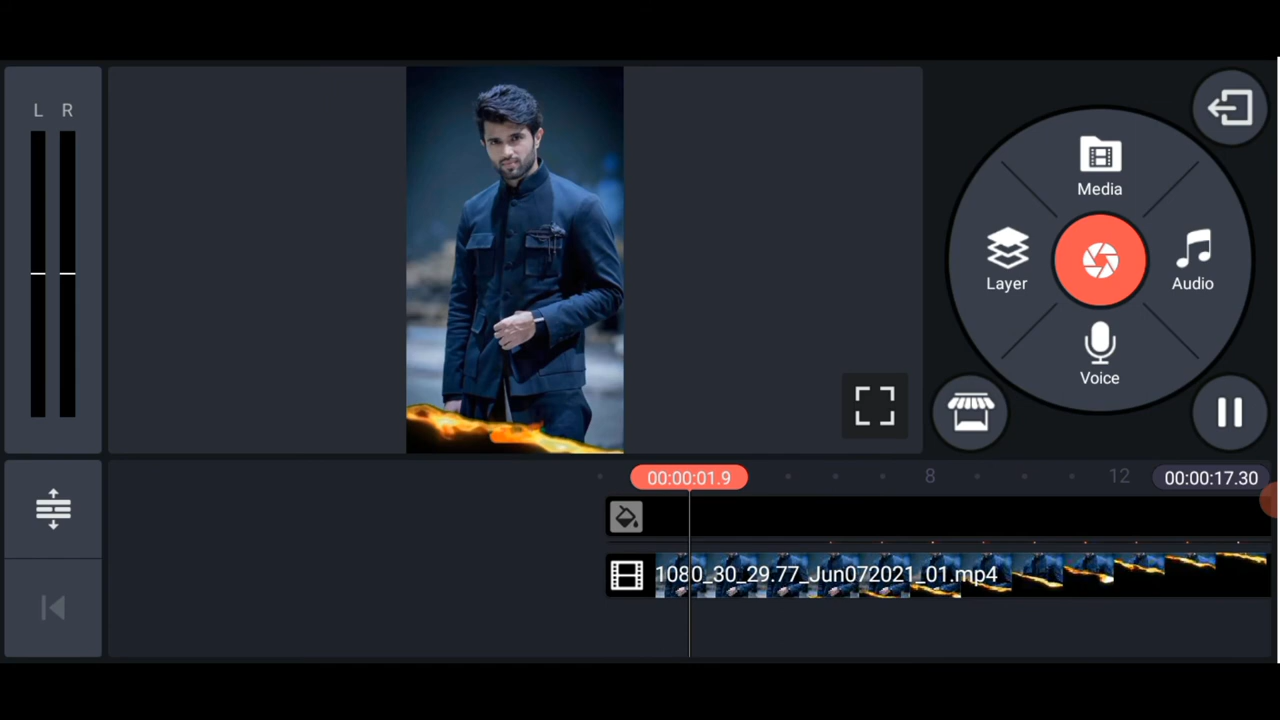 L R
Media
Layer
Audio
Voice
00:00:01.9
8
12
00:00:17.30
1080_30_29.77_Jun072021_01.mp4